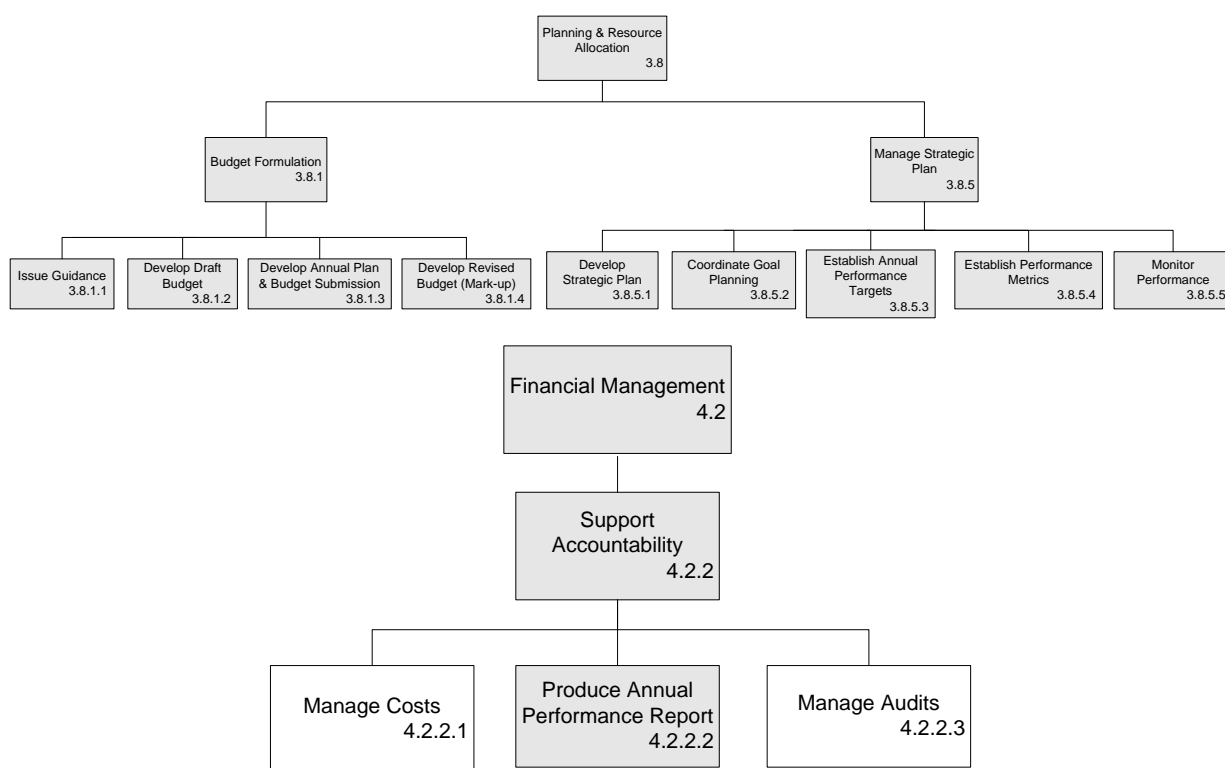 Planning & Resource
Allocation
3.8
Budget Formulation
3.8.1
Manage Strategic
Plan
3.8.5
Issue Guidance
3.8.1.1
Develop Draft
Budget
3.8.1.2
Develop Annual Plan
& Budget Submission
3.8.1.3
Develop Revised
Budget (Mark-up)
3.8.1.4
Develop
Strategic Plan
3.8.5.1
Coordinate Goal
Planning
3.8.5.2
Establish Annual
Performance
Targets
3.8.5.3
Establish Performance
Metrics
3.8.5.4
Monitor
Performance
3.8.5.5
Financial Management
4.2
Support
Accountability
4.2.2
Manage Costs
4.2.2.1
Produce Annual
Performance Report
4.2.2.2
Manage Audits
4.2.2.3